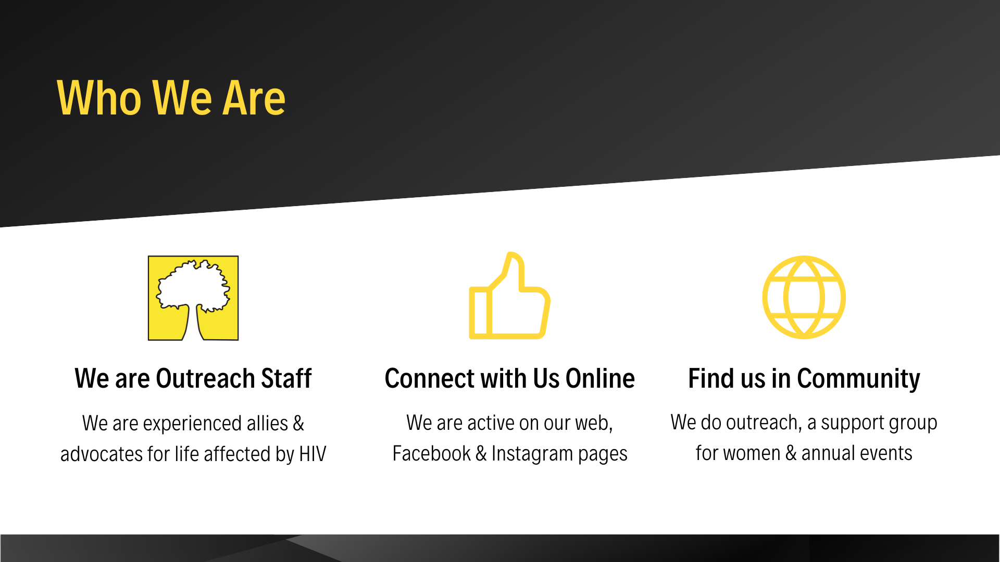 Who We Are
We are Outreach Staff
We are experienced allies &
advocates for life affected by HIV
Connect with Us Online
We are active on our web,
Facebook & Instagram pages
Find us in Community
We do outreach, a support group
for women & annual events